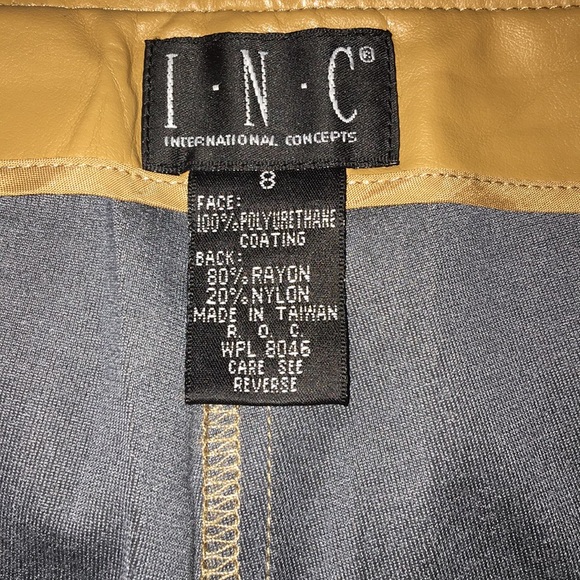 I·N·C®
INTERNATIONAL CONCEPTS
8
FACE:
100%POLYURETHANE
COATING
BACK:
80%RAYON
20%NYLON
MADE IN TAIWAN
R. O. C.
WPL 8046
CARE SEE
REVERSE